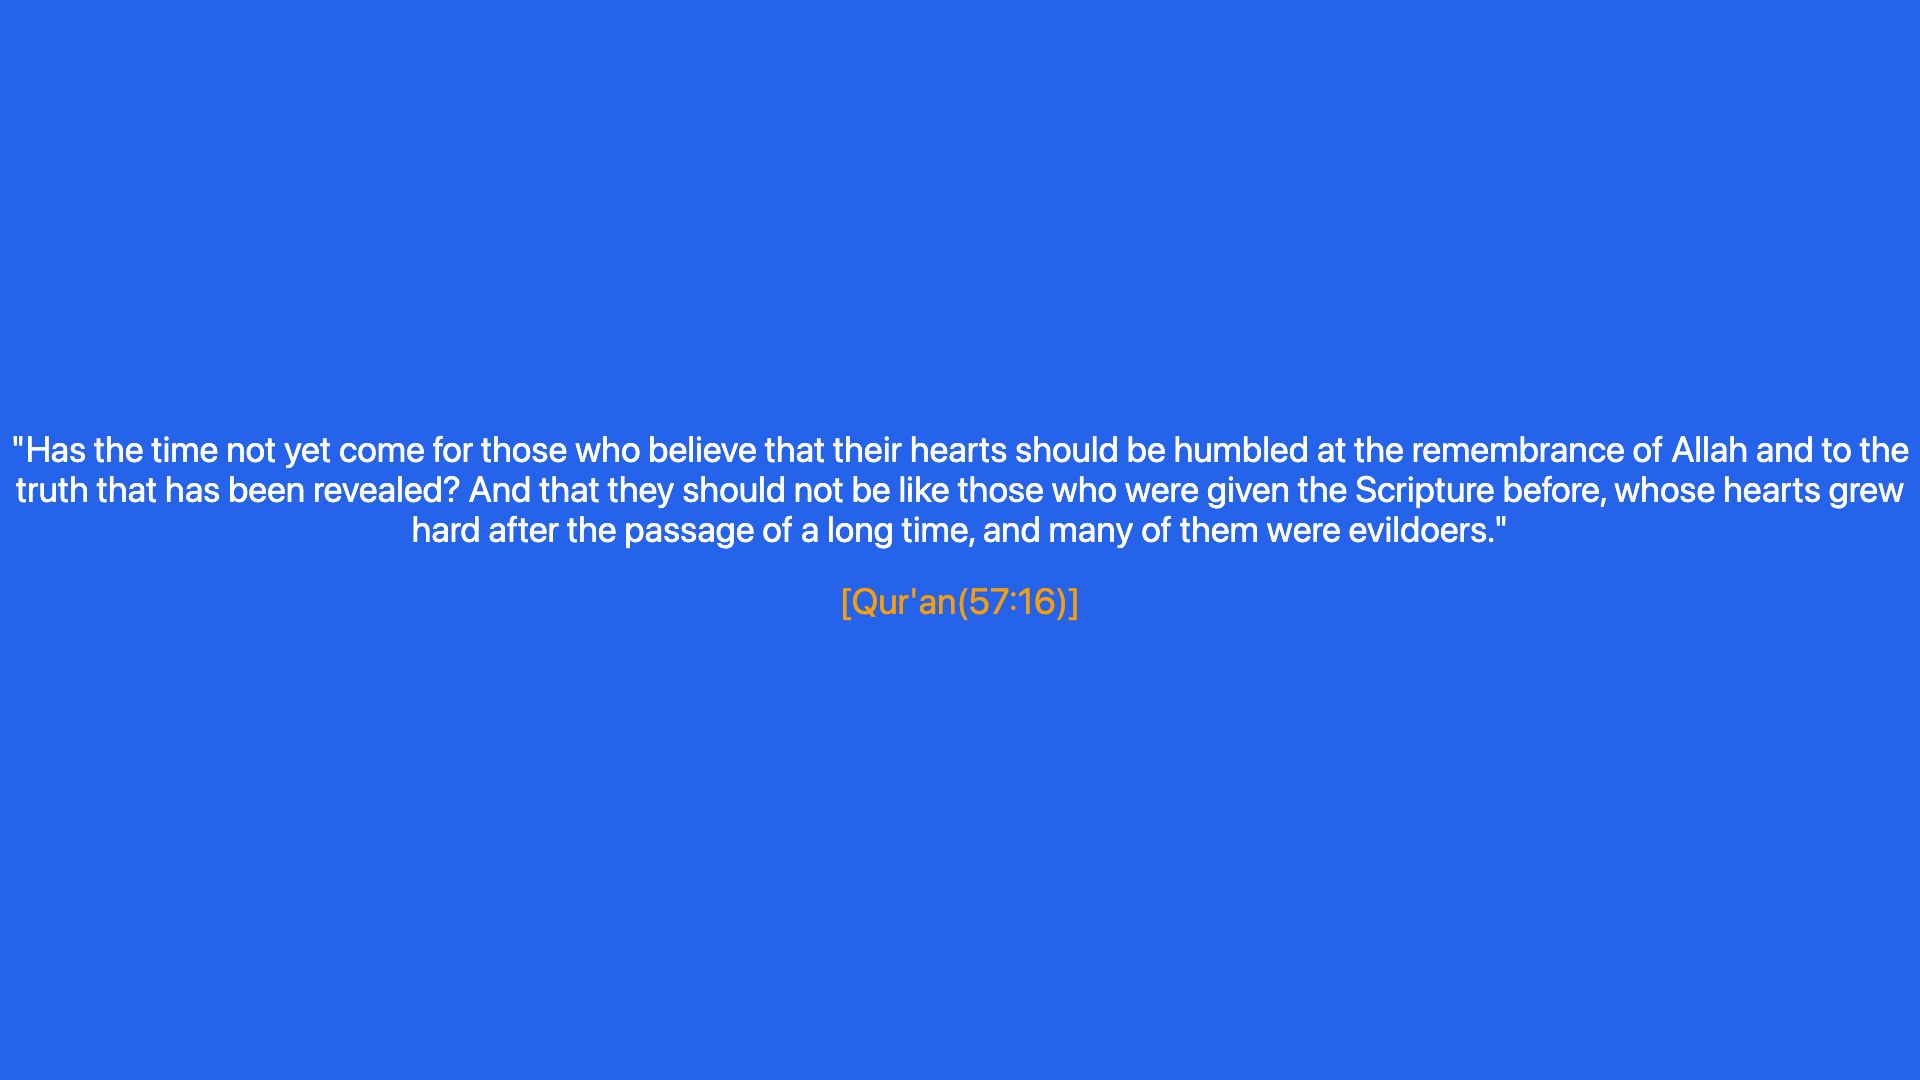 "Has the time not yet come for those who believe that their hearts should be humbled at the remembrance of Allah and to the
truth that has been revealed? And that they should not be like those who were given the Scripture before, whose hearts grew
hard after the passage of a long time, and many of them were evildoers."
[Qur'an(57:16)]